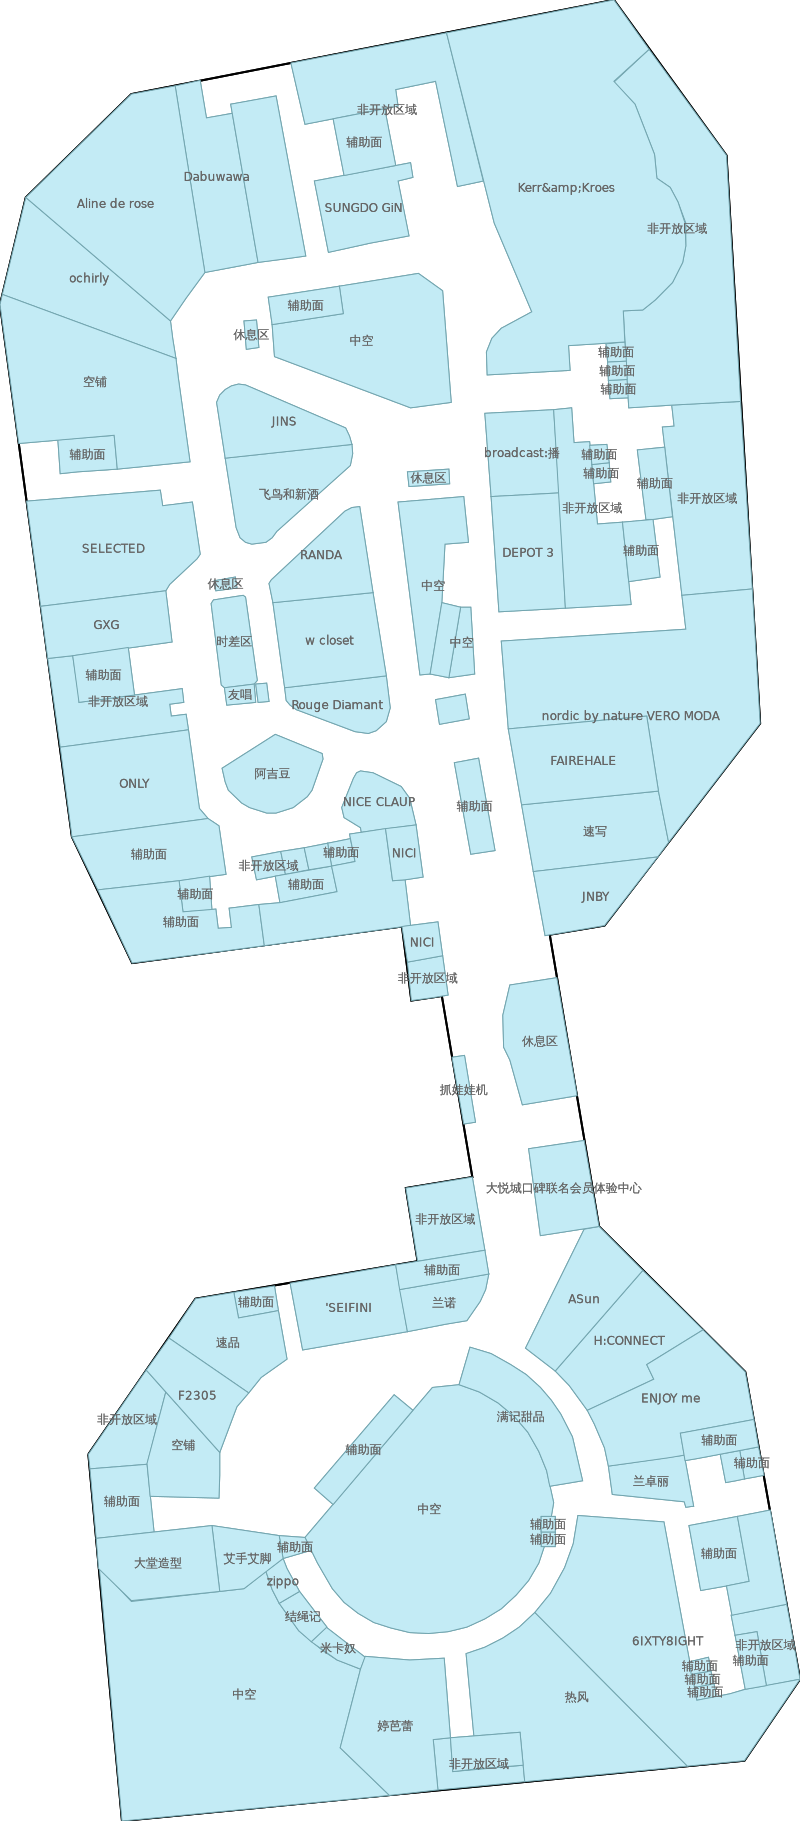 非开放区域
辅助面
Dabuwawa
Kerr&amp;Kroes
Aline de rose
SUNGDO GiN
非开放区域
ochirly
辅助面
休息区
中空
辅助面
辅助面
空铺
辅助面
JINS
broadcast:播
辅助面
辅助面
辅助面
休息区
辅助面
飞鸟和新酒
非开放区域
非开放区域
SELECTED
RANDA
DEPOT 3
辅助面
休息区
中空
GXG
时差区
w closet
中空
辅助面
友唱
非开放区域
Rouge Diamant
nordic by nature
VERO MODA
阿吉豆
FAIREHALE
ONLY
NICE CLAUP
辅助面
速写
辅助面
辅助面
NICI
非开放区域
辅助面
辅助面
JNBY
辅助面
NICI
非开放区域
休息区
抓娃娃机
大悦城口碑联名会员体验中心
非开放区域
辅助面
辅助面
兰诺
ASun
'SEIFINI
速品
H:CONNECT
F2305
ENJOY me
非开放区域
满记甜品
空铺
辅助面
辅助面
辅助面
兰卓丽
辅助面
中空
辅助面
辅助面
辅助面
辅助面
大堂造型
艾手艾脚
zippo
结绳记
米卡奴
6IXTY8IGHT
非开放区域
辅助面
辅助面
辅助面
辅助面
中空
热风
婷芭蕾
非开放区域